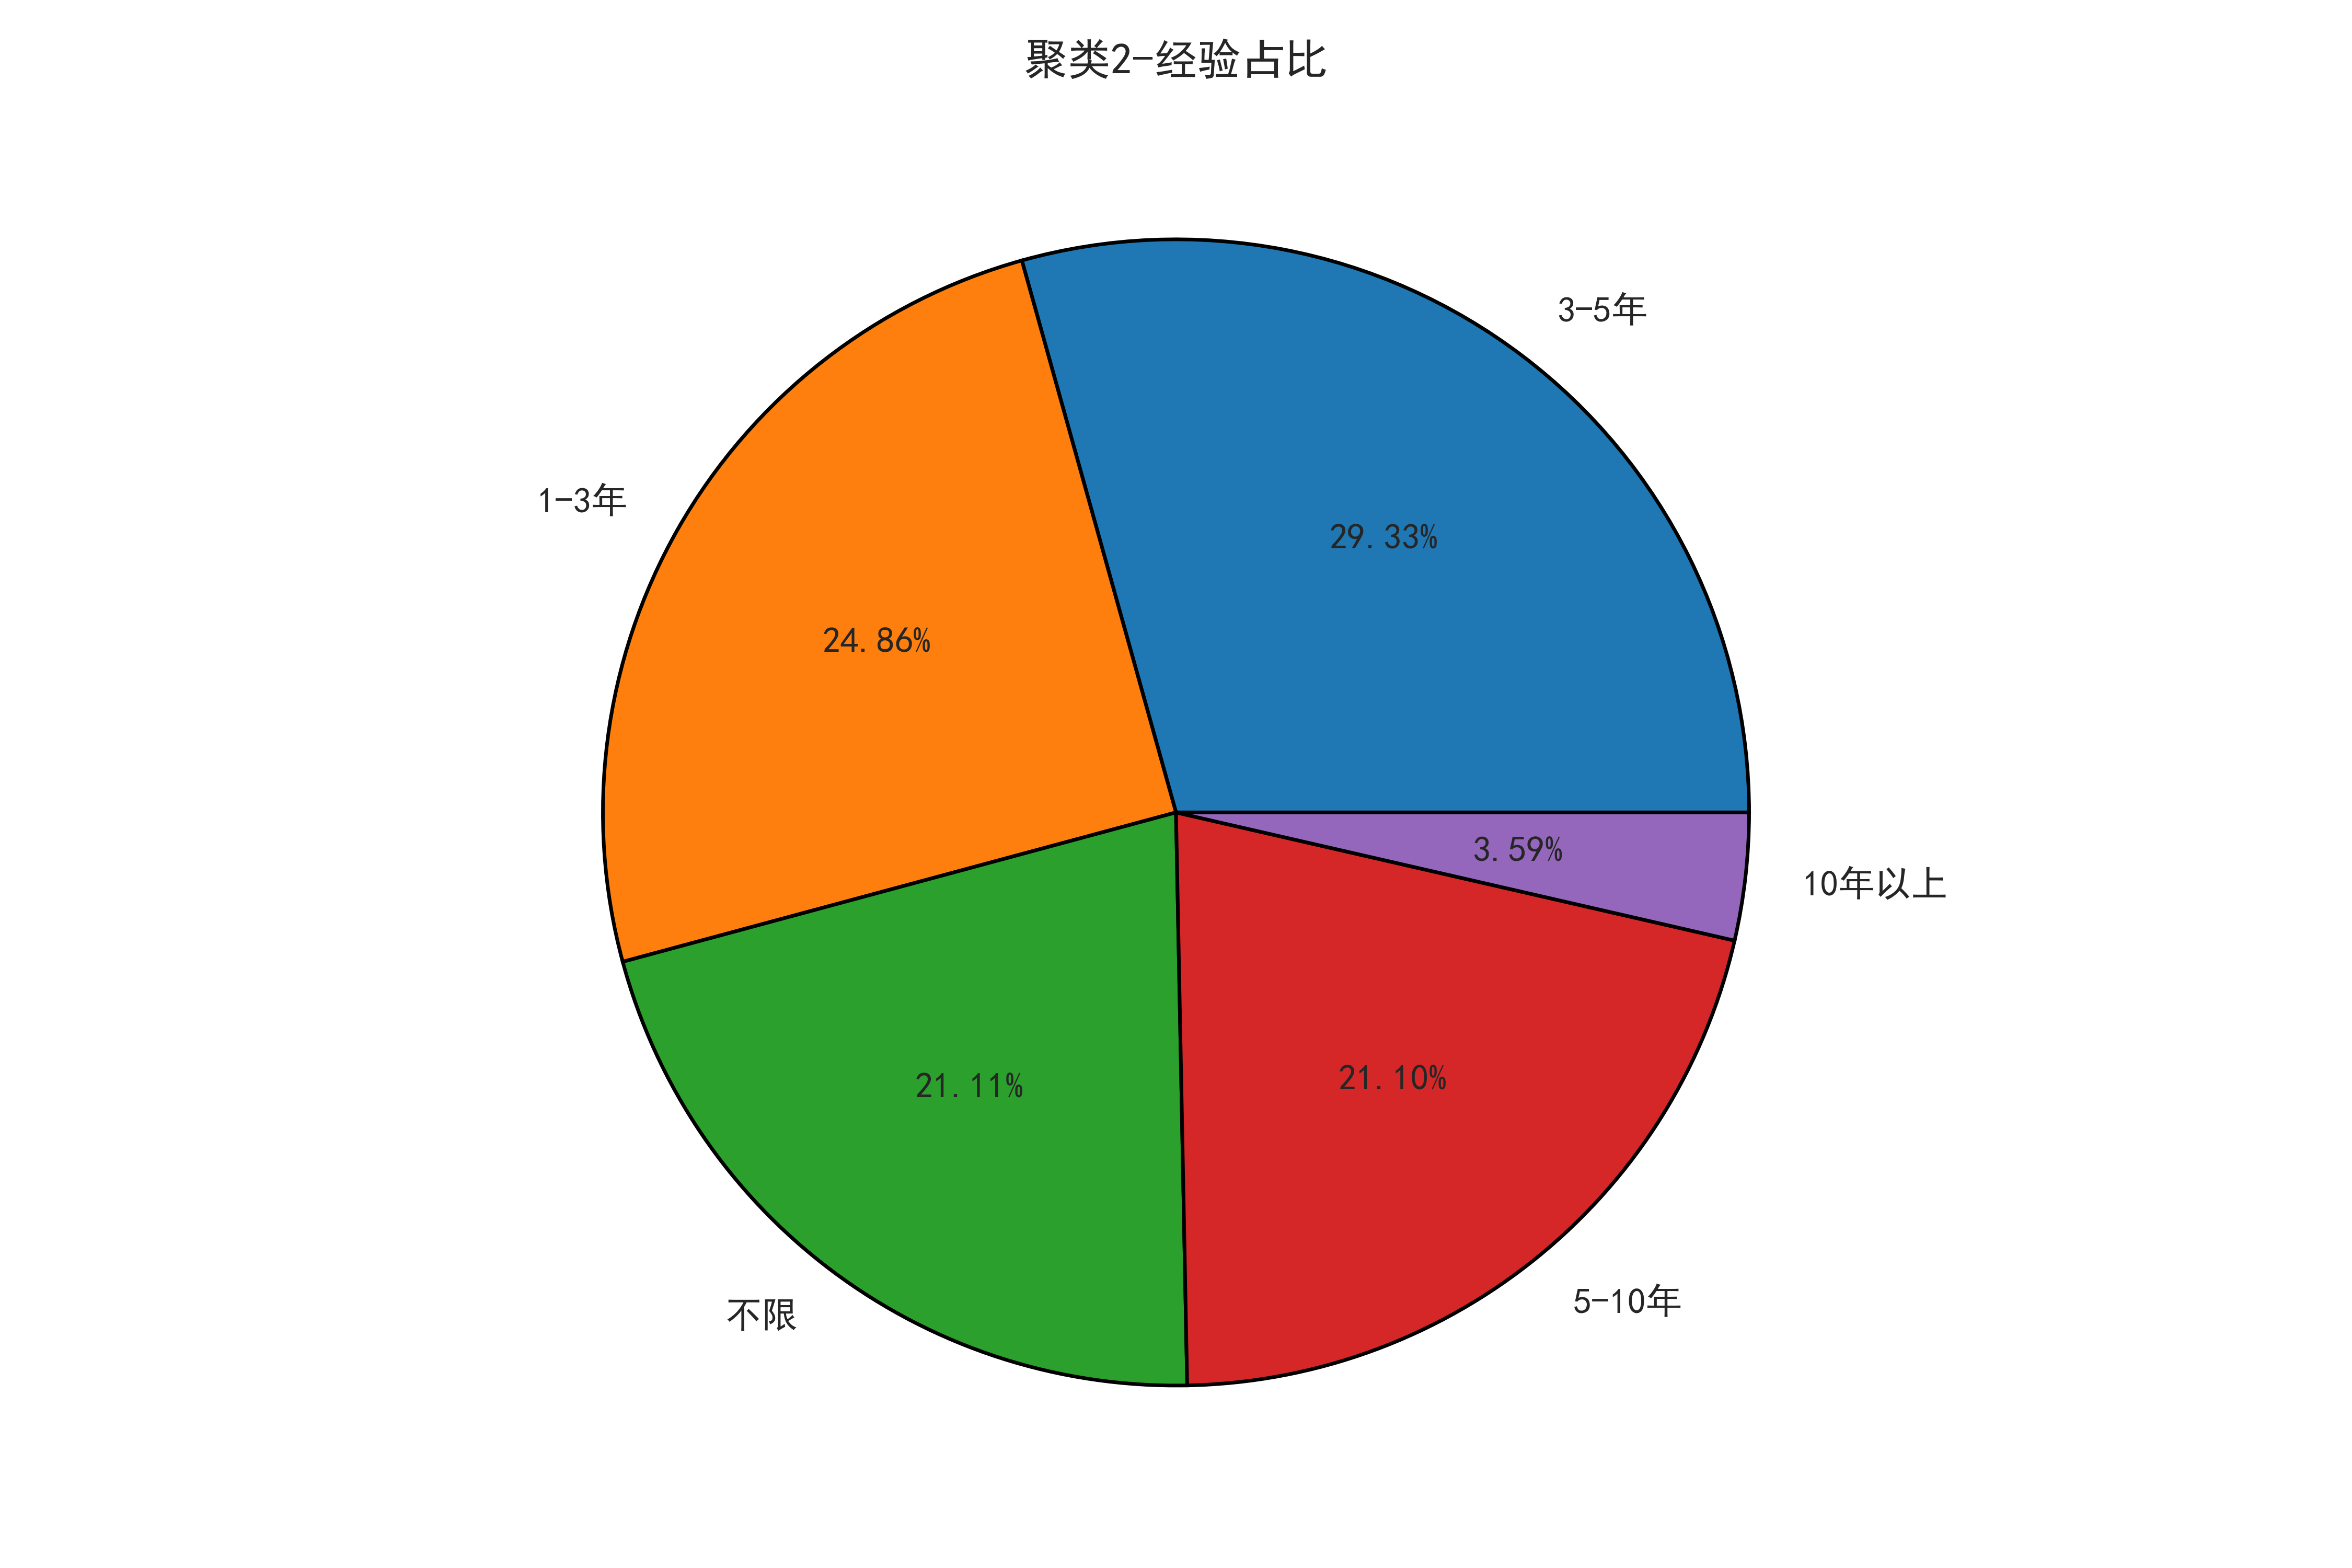 聚类2-经验占比
3-5年
29.33%
1-3年
24.86%
不限
21.11%
5-10年
21.10%
10年以上
3.59%